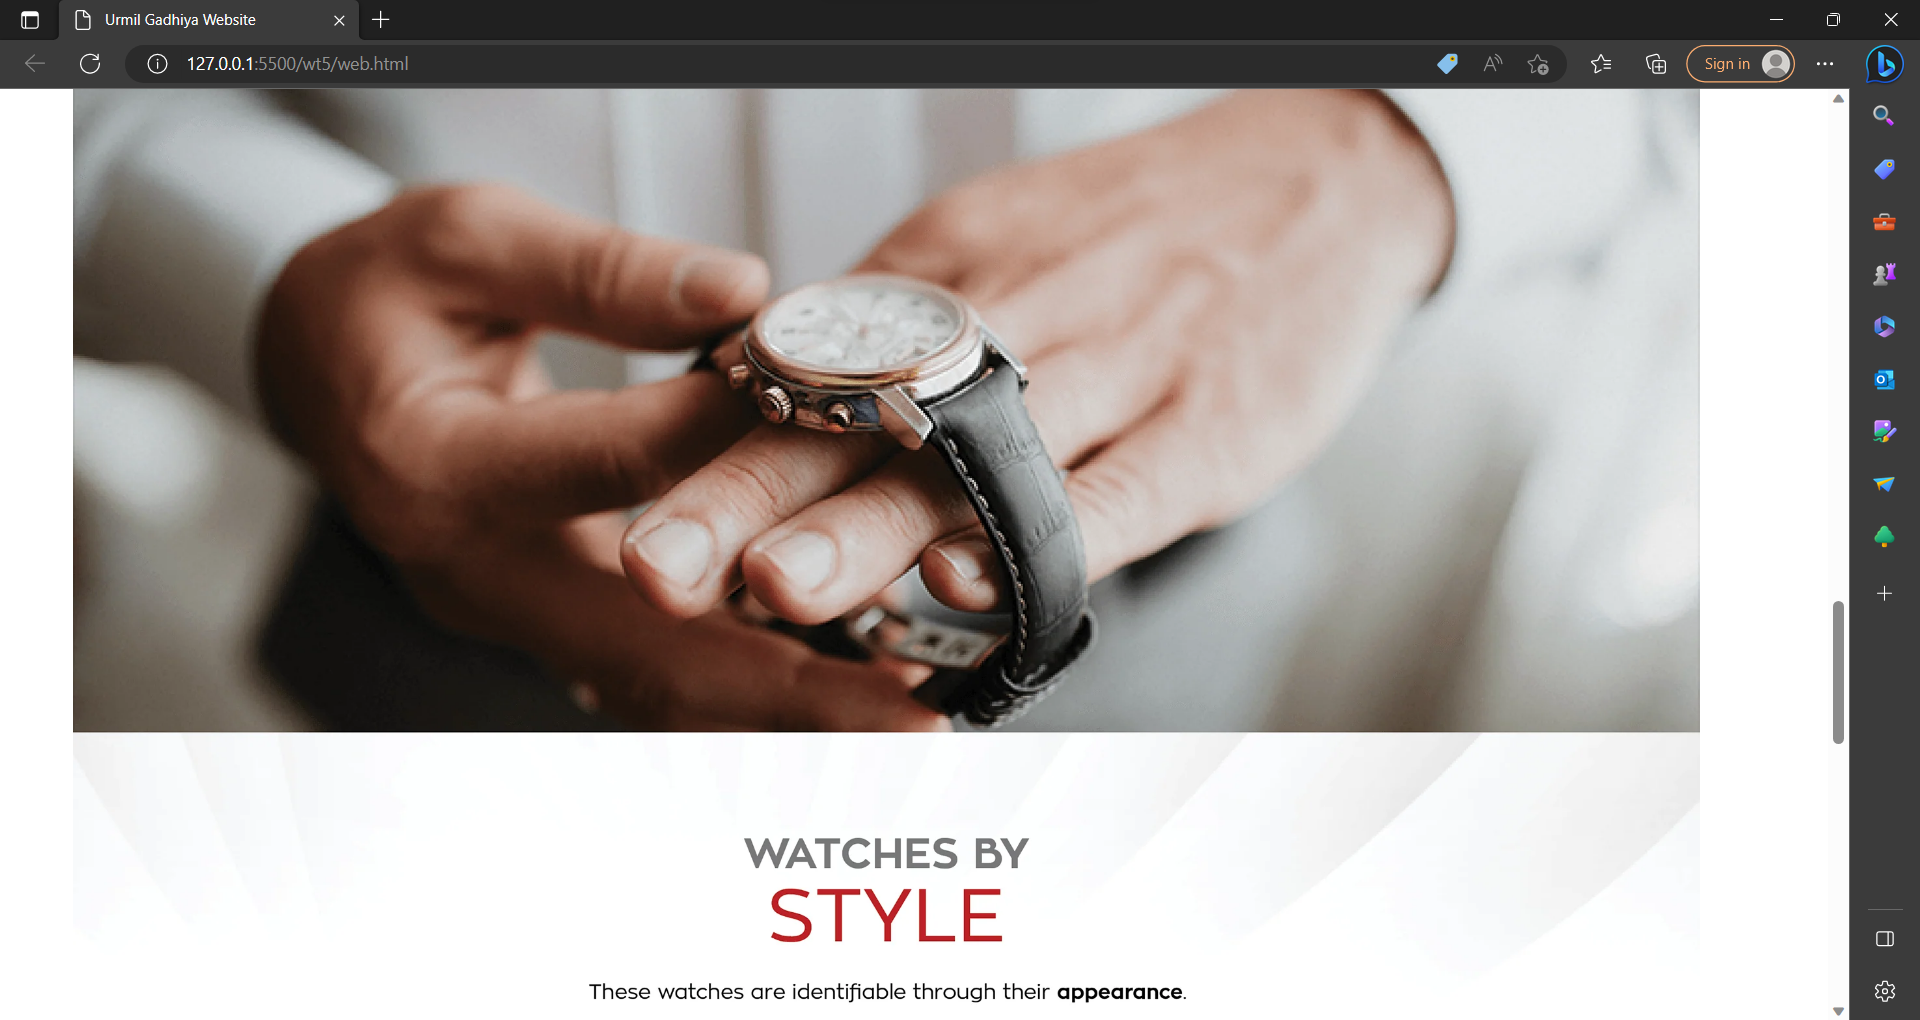 Urmil Gadhiya Website
127.0.0.1:5500/wt5/web.html
Sign in
WATCHES BY
STYLE
These watches are identifiable through their appearance.